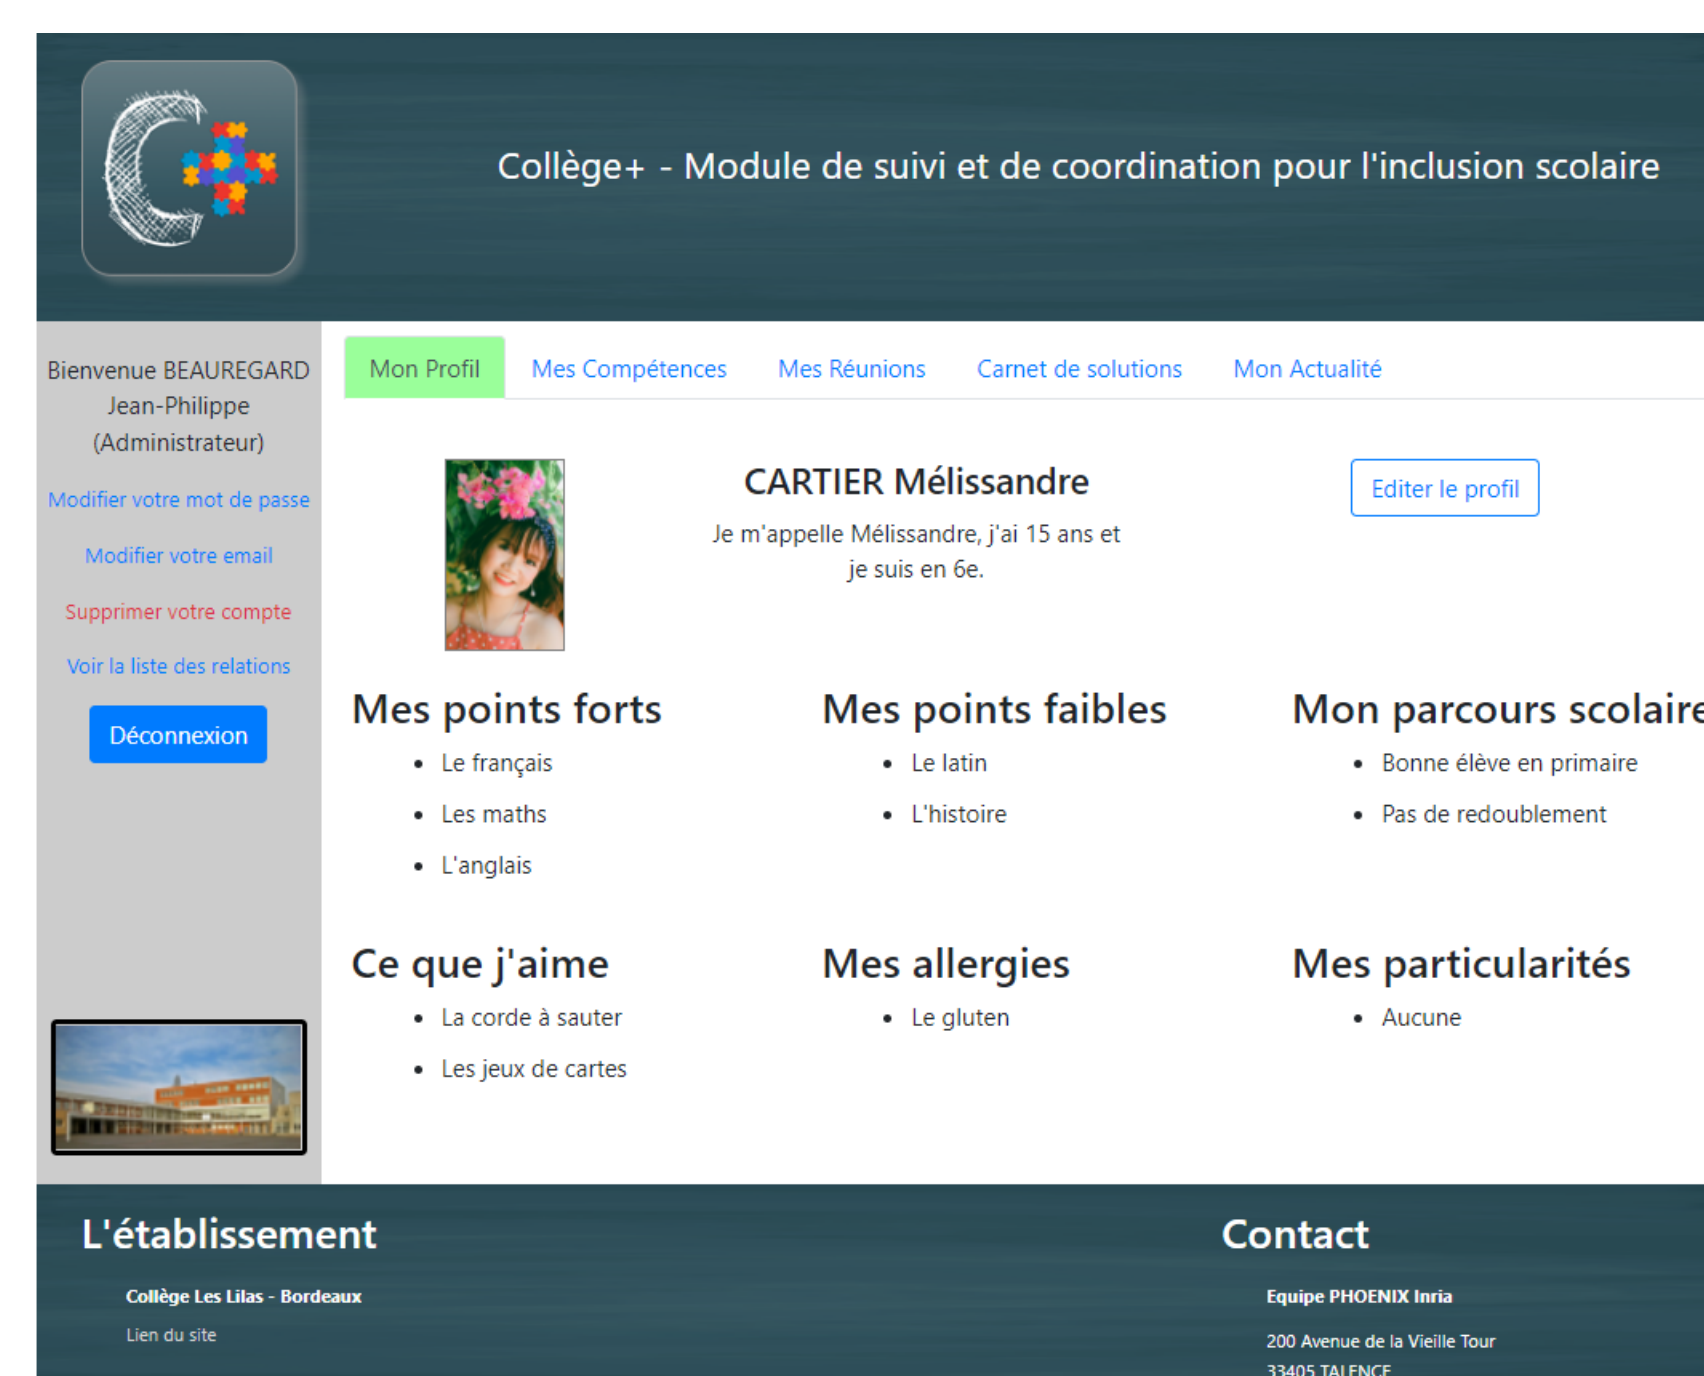 C+
Collège+ - Module de suivi et de coordination pour l'inclusion scolaire
Bienvenue BEAUREGARD
Jean-Philippe
(Administrateur)
Modifier votre mot de passe
Modifier votre email
Supprimer votre compte
Voir la liste des relations
Déconnexion
Mon Profil
Mes Compétences
Mes Réunions
Carnet de solutions
Mon Actualité
CARTIER Mélissandre
Je m'appelle Mélissandre, j'ai 15 ans et
je suis en 6e.
Editer le profil
Mes points forts
• Le français
• Les maths
• L'anglais
Mes points faibles
• Le latin
• L'histoire
Mon parcours scolaire
• Bonne élève en primaire
• Pas de redoublement
Ce que j'aime
• La corde à sauter
• Les jeux de cartes
Mes allergies
• Le gluten
Mes particularités
• Aucune
L'établissement
Collège Les Lilas - Bordeaux
Lien du site
Contact
Equipe PHOENIX Inria
200 Avenue de la Vieille Tour
33405 TALENCE